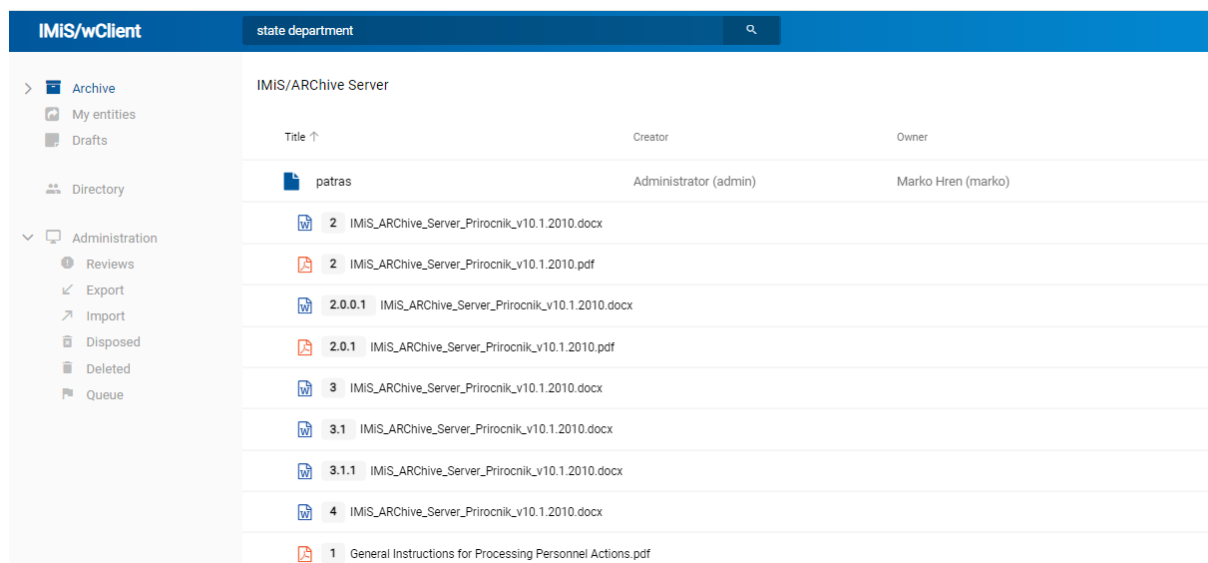 IMiS/wClient
state department
Archive
My entities
Drafts
Directory
Administration
Reviews
Export
Import
Disposed
Deleted
Queue
IMiS/ARChive Server
Title ↑ Creator Owner
patras Administrator (admin) Marko Hren (marko)
2 IMiS_ARChive_Server_Prirocnik_v10.1.2010.docx
2 IMiS_ARChive_Server_Prirocnik_v10.1.2010.pdf
2.0.0.1 IMiS_ARChive_Server_Prirocnik_v10.1.2010.docx
2.0.1 IMiS_ARChive_Server_Prirocnik_v10.1.2010.pdf
3 IMiS_ARChive_Server_Prirocnik_v10.1.2010.docx
3.1 IMiS_ARChive_Server_Prirocnik_v10.1.2010.docx
3.1.1 IMiS_ARChive_Server_Prirocnik_v10.1.2010.docx
4 IMiS_ARChive_Server_Prirocnik_v10.1.2010.docx
1 General Instructions for Processing Personnel Actions.pdf